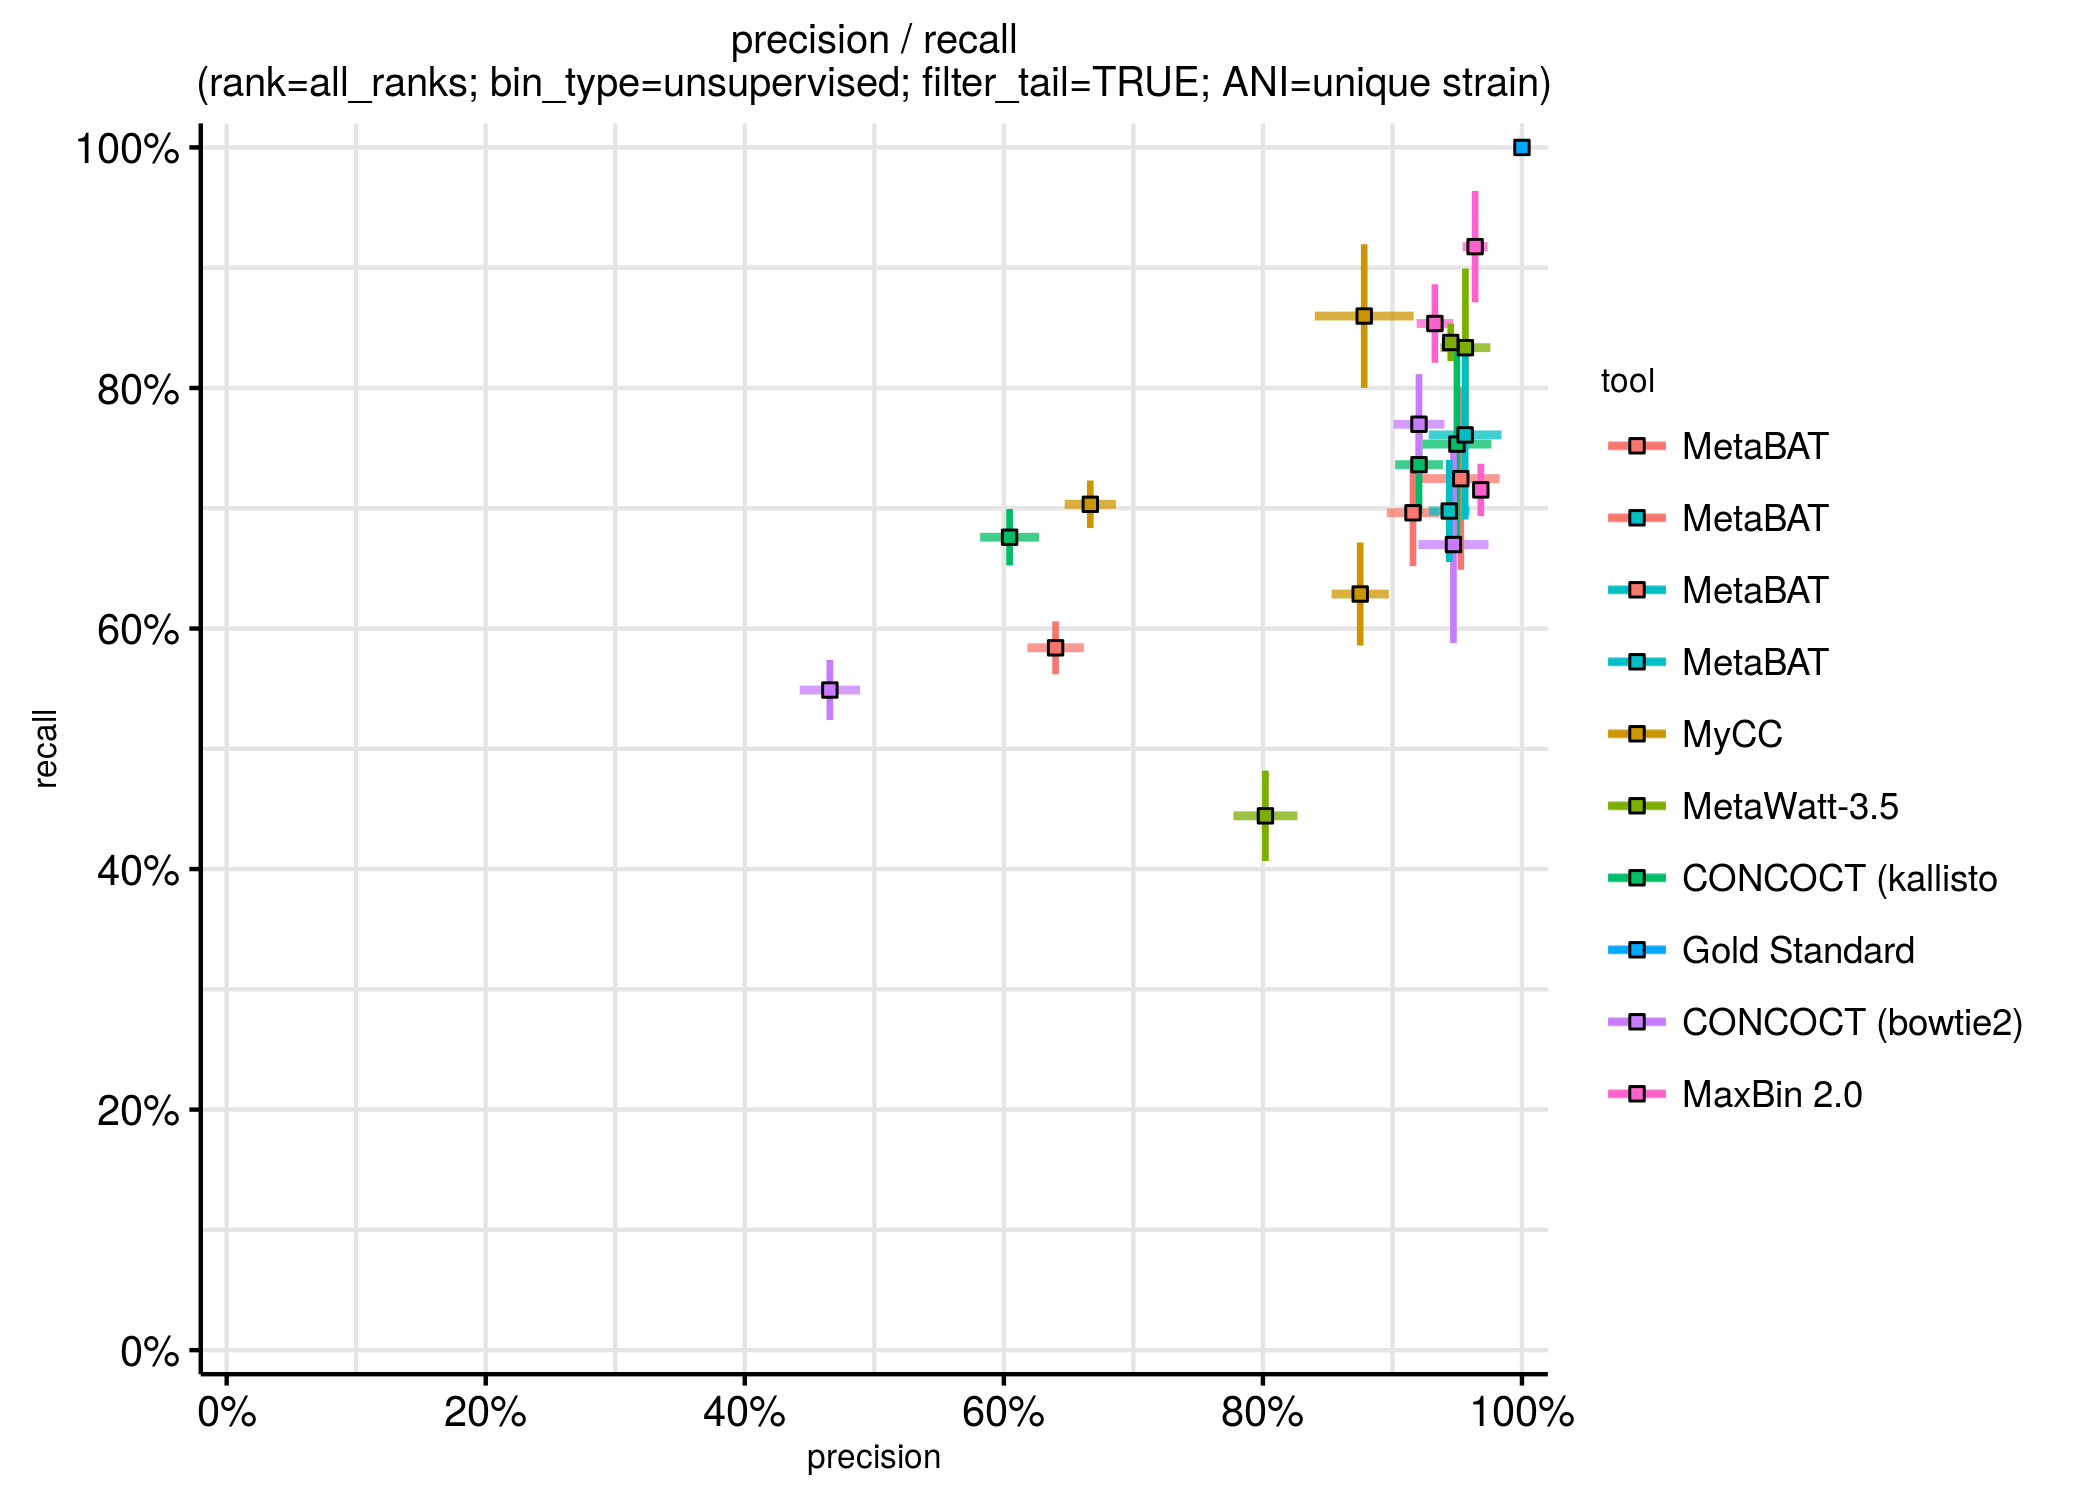 precision / recall
(rank=all_ranks; bin_type=unsupervised; filter_tail=TRUE; ANI=unique strain)
100%
80%
60%
40%
20%
0%
recall
0%
20%
40%
60%
80%
100%
precision
tool
MetaBAT
MetaBAT
MetaBAT
MetaBAT
MyCC
MetaWatt-3.5
CONCOCT (kallisto
Gold Standard
CONCOCT (bowtie2)
MaxBin 2.0